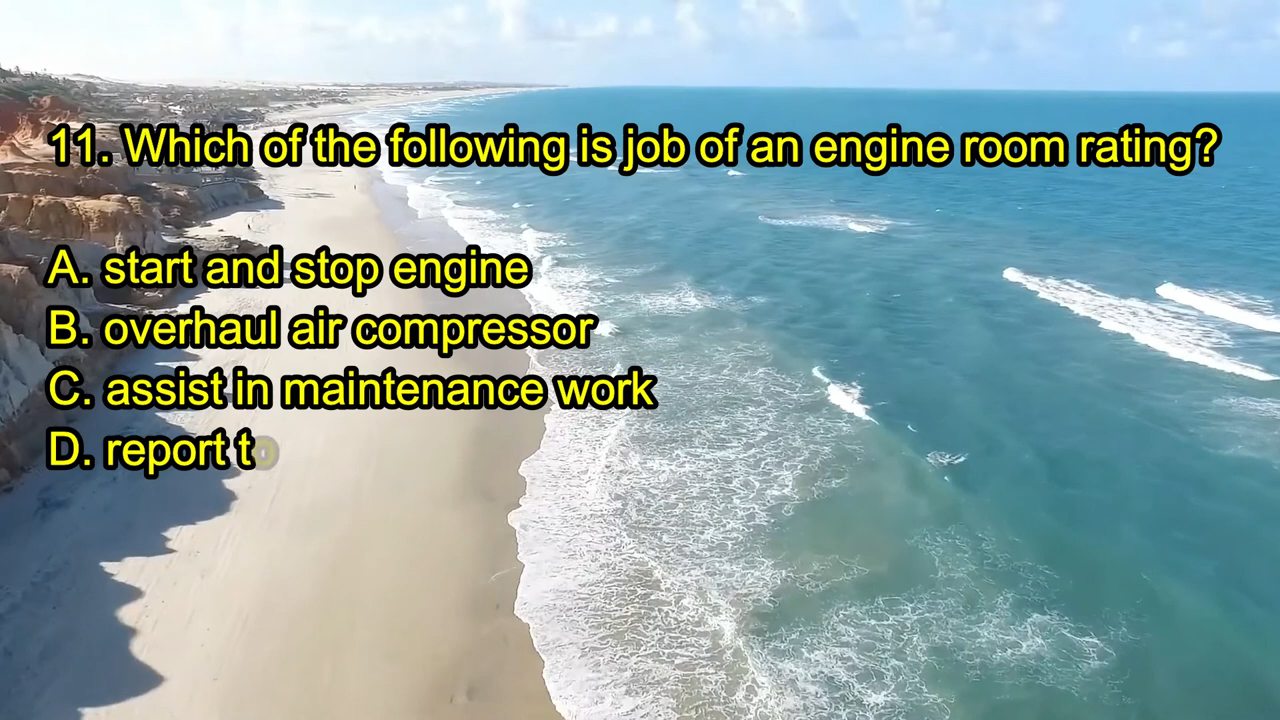 11. Which of the following is job of an engine room rating?
A. start and stop engine
B. overhaul air compressor
C. assist in maintenance work
D. report to